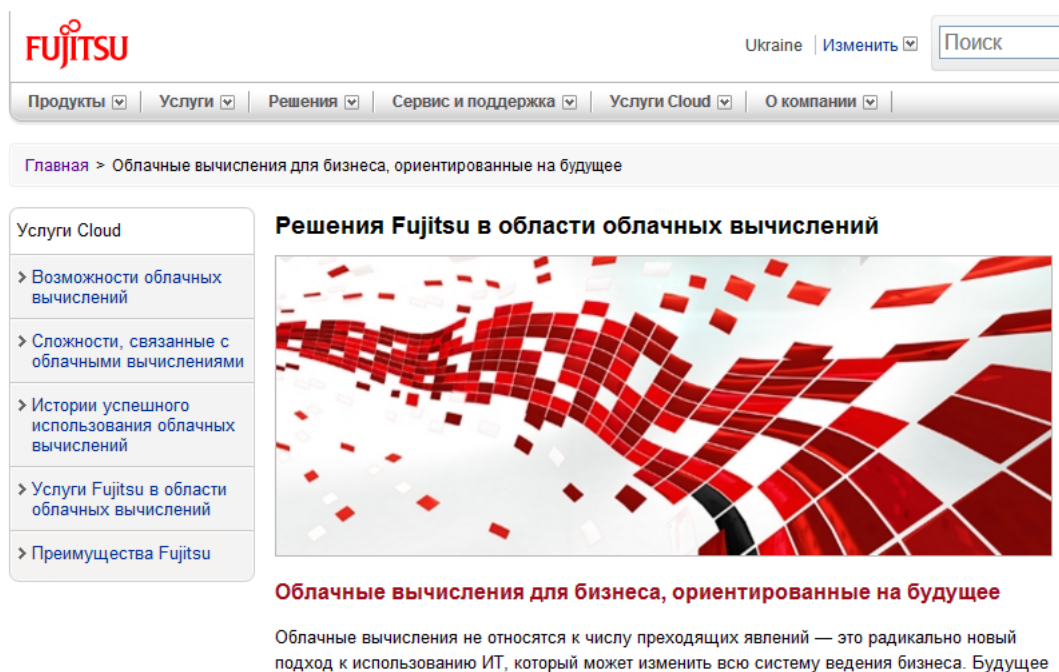 FUJITSU
Ukraine Изменить Поиск
Продукты Услуги Решения Сервис и поддержка Услуги Cloud О компании
Главная > Облачные вычисления для бизнеса, ориентированные на будущее
Услуги Cloud
Возможности облачных
вычислений
Сложности, связанные с
облачными вычислениями
Истории успешного
использования облачных
вычислений
Услуги Fujitsu в области
облачных вычислений
Преимущества Fujitsu
Решения Fujitsu в области облачных вычислений
Облачные вычисления для бизнеса, ориентированные на будущее
Облачные вычисления не относятся к числу преходящих явлений — это радикально новый
подход к использованию ИТ, который может изменить всю систему ведения бизнеса. Будущее